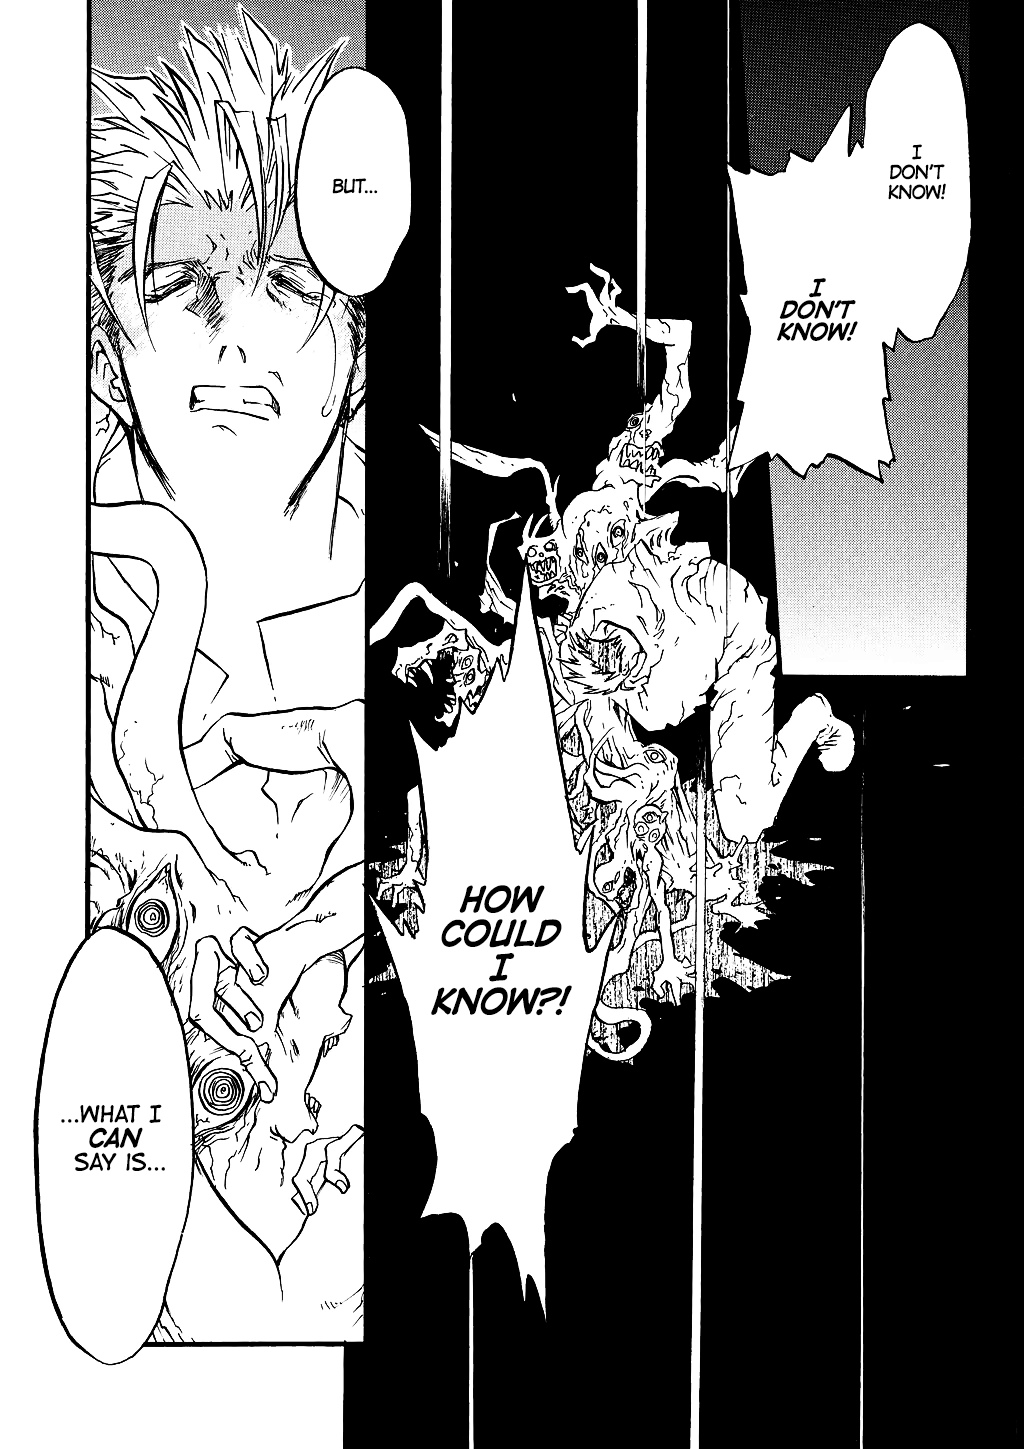 I
DON'T
KNOW!
I
DON'T
KNOW!
HOW
COULD
I
KNOW?!
BUT...
...WHAT I
CAN
SAY IS...